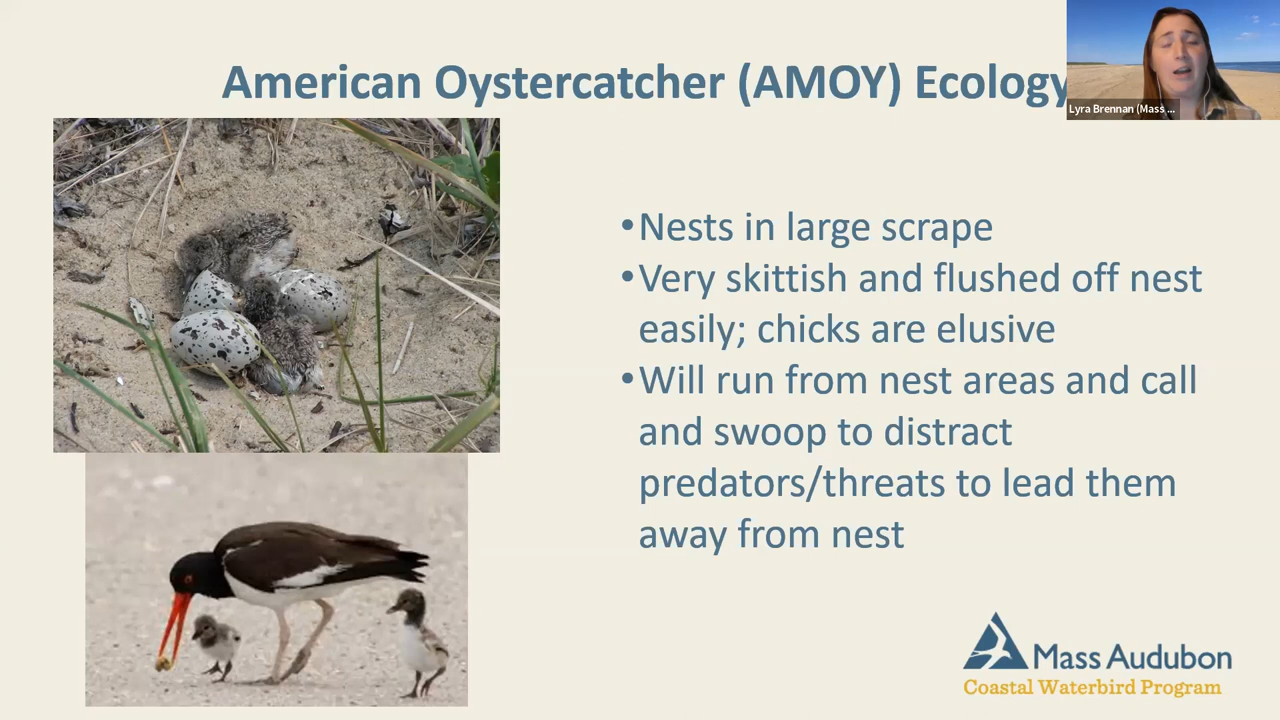 American Oystercatcher (AMOY) Ecology
Lyra Brennan (Mass ...
•Nests in large scrape
•Very skittish and flushed off nest
easily; chicks are elusive
•Will run from nest areas and call
and swoop to distract
predators/threats to lead them
away from nest
Mass Audubon
Coastal Waterbird Program